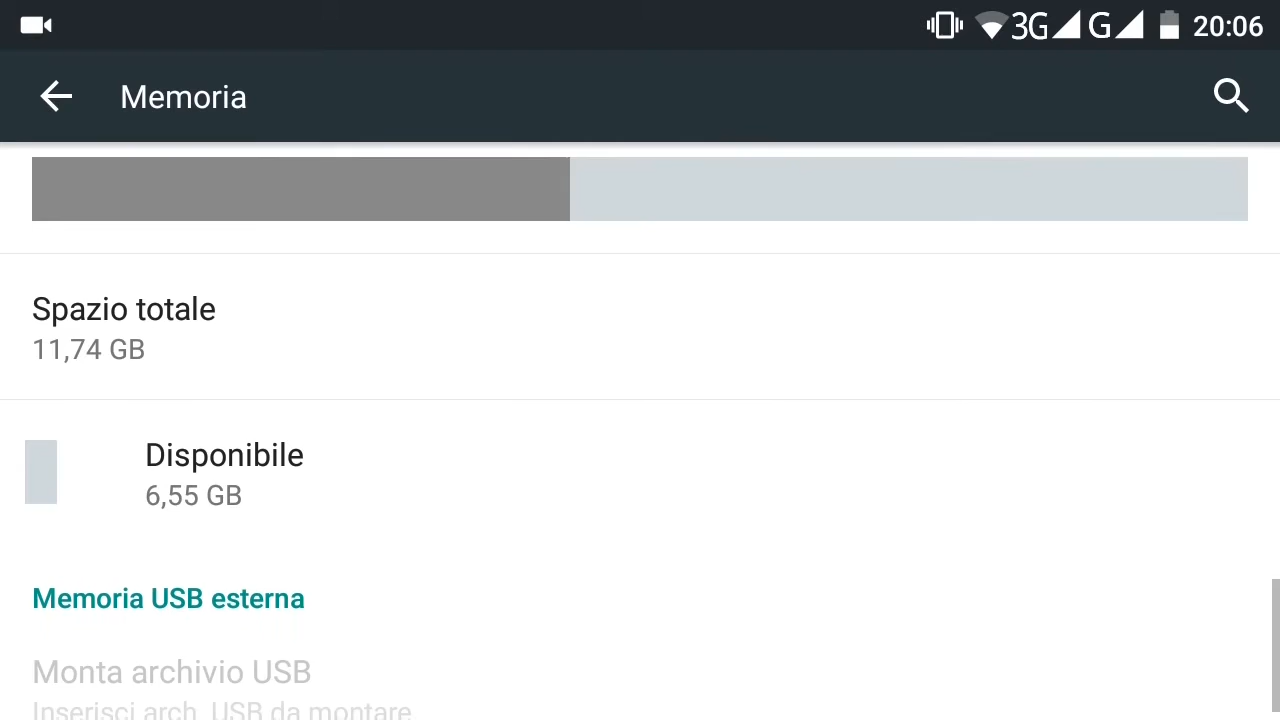 3G G 20:06
Memoria
Spazio totale
11,74 GB
Disponibile
6,55 GB
Memoria USB esterna
Monta archivio USB
Inserisci arch. USB da montare